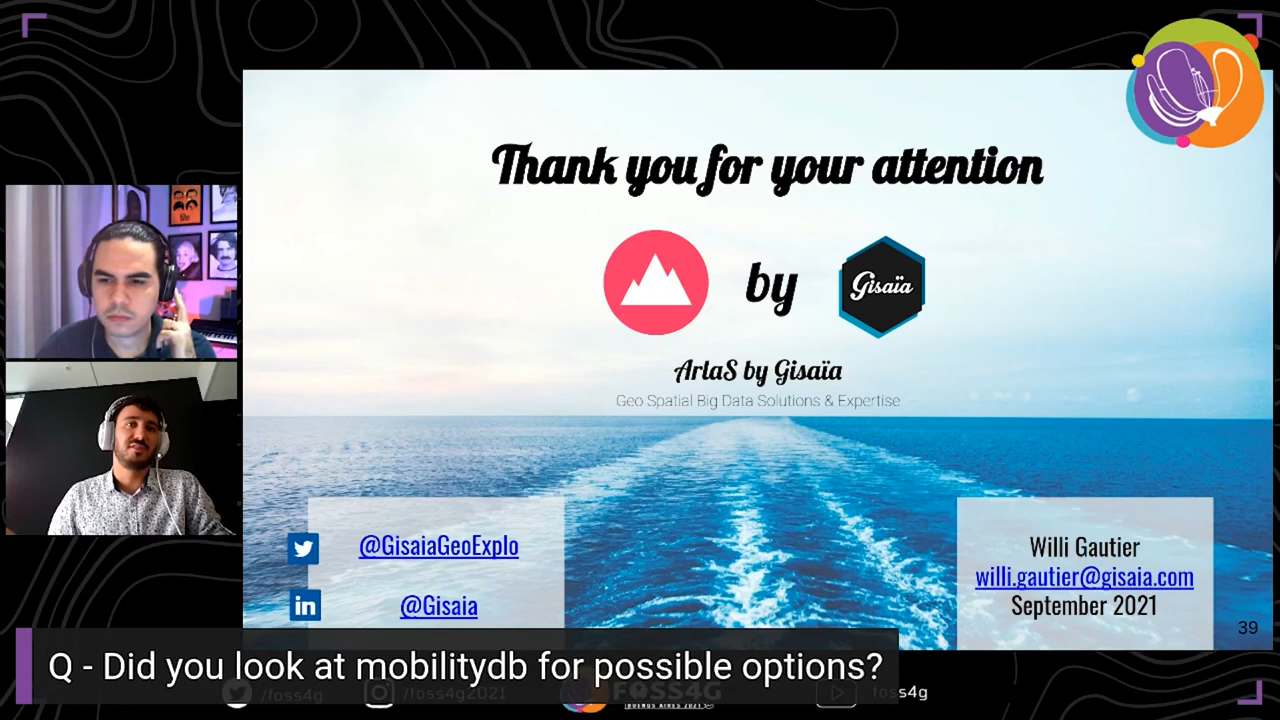 Thank you for your attention
by
Gisaïa
ArlaS by Gisaïa
Geo Spatial Big Data Solutions & Expertise
@GisaiaGeoExplo
@Gisaia
Willi Gautier
willi.gautier@gisaia.com
September 2021
39
Q - Did you look at mobilitydb for possible options?
/foss4g
/foss4g2021
FOSS4G
BUENOS AIRES 2021
foss4g